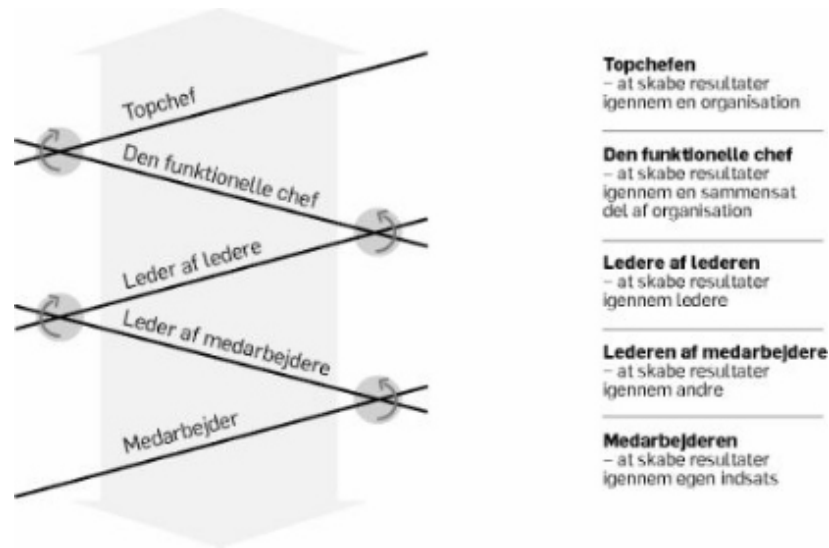 Topchef
Den funktionelle chef
Leder af ledere
Leder af medarbejdere
Medarbejder
Topchefen
– at skabe resultater
igennem en organisation
Den funktionelle chef
– at skabe resultater
igennem en sammensat
del af organisation
Ledere af lederen
– at skabe resultater
igennem ledere
Lederen af medarbejdere
– at skabe resultater
igennem andre
Medarbejderen
– at skabe resultater
igennem egen indsats